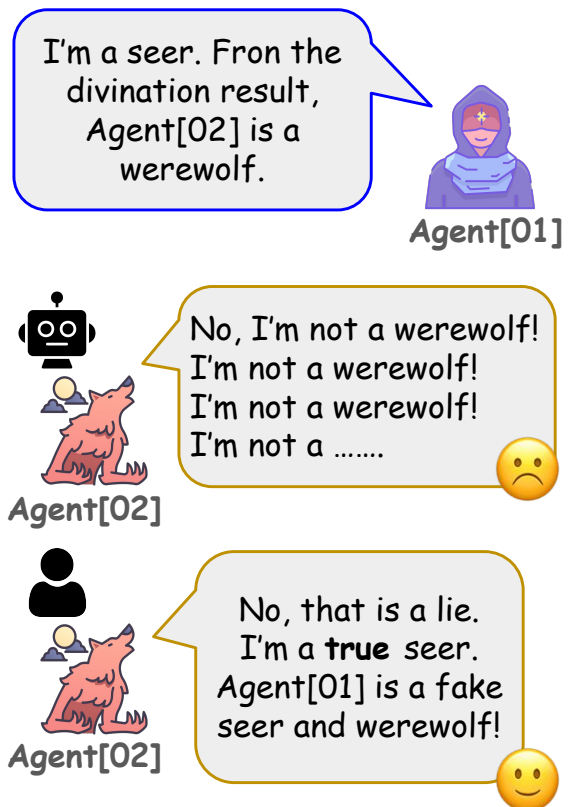 I'm a seer. Fron the
divination result,
Agent[02] is a
werewolf.
Agent[01]
No, I'm not a werewolf!
I'm not a werewolf!
I'm not a werewolf!
I'm not a .......
Agent[02]
No, that is a lie.
I'm a true seer.
Agent[01] is a fake
seer and werewolf!
Agent[02]